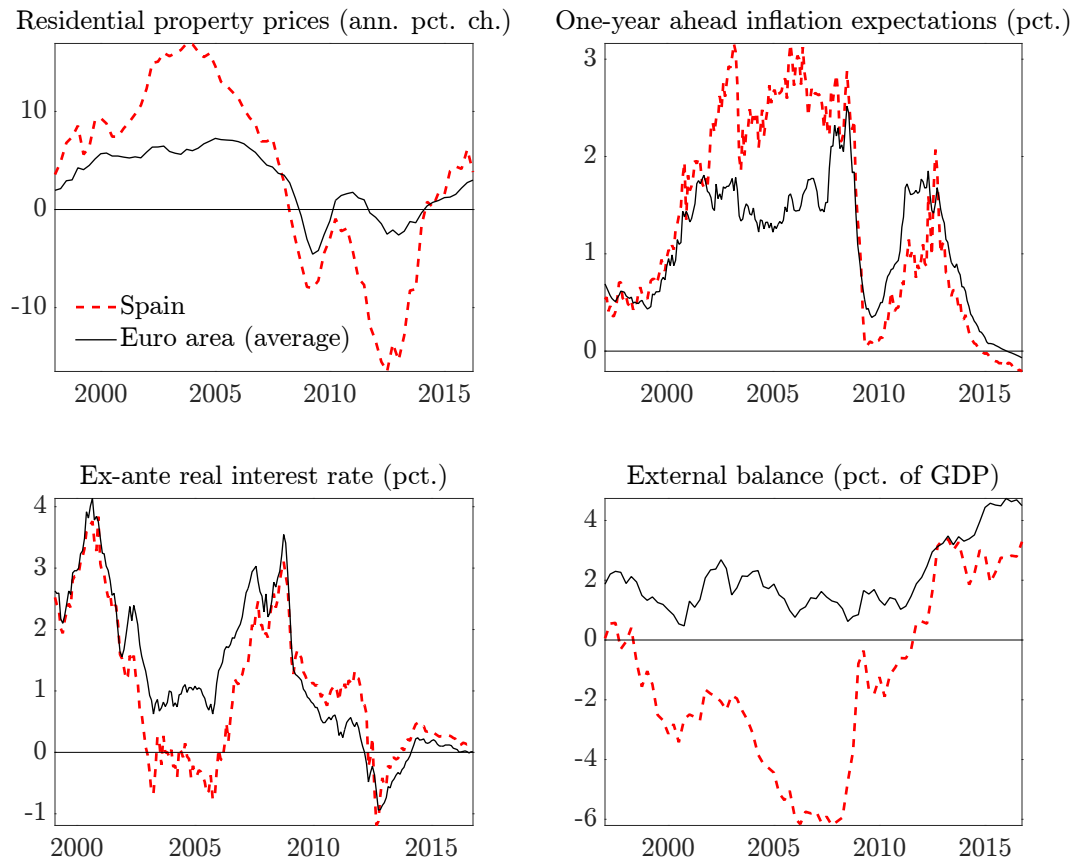 Residential property prices (ann. pct. ch.)
10
0
-10
Spain
Euro area (average)
2000 2005 2010 2015
One-year ahead inflation expectations (pct.)
3
2
1
0
2000 2005 2010 2015
Ex-ante real interest rate (pct.)
4
3
2
1
0
-1
2000 2005 2010 2015
External balance (pct. of GDP)
4
2
0
-2
-4
-6
2000 2005 2010 2015